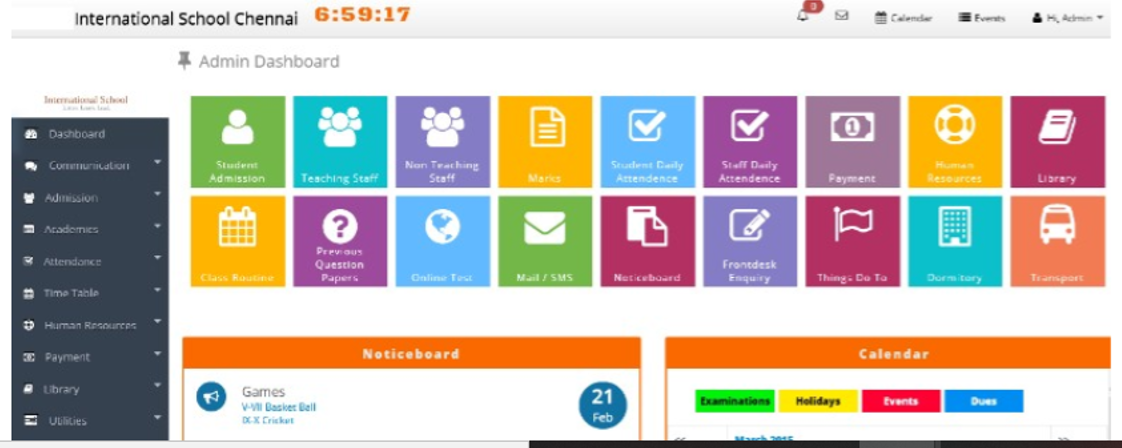 International School Chennai 6:59:17
0
Calendar
Events
Hi, Admin
Admin Dashboard
International School
Dashboard
Communication
Admission
Academics
Attendance
Time Table
Human Resources
Payment
Library
Utilities
Student
Admission
Teaching Staff
Non Teaching
Staff
Marks
Student Daily
Attendence
Staff Daily
Attendence
1
Payment
Human
Resources
Library
Class Routine
?
Previous
Question
Papers
Online Test
Mail / SMS
Noticeboard
Frontdesk
Enquiry
Things Do To
Dormitory
Transport
Noticeboard
Games
V-VII Basket Ball
IX-X Cricket
21
Feb
Calendar
Examinations
Holidays
Events
Dues
<<
March 2015
>>